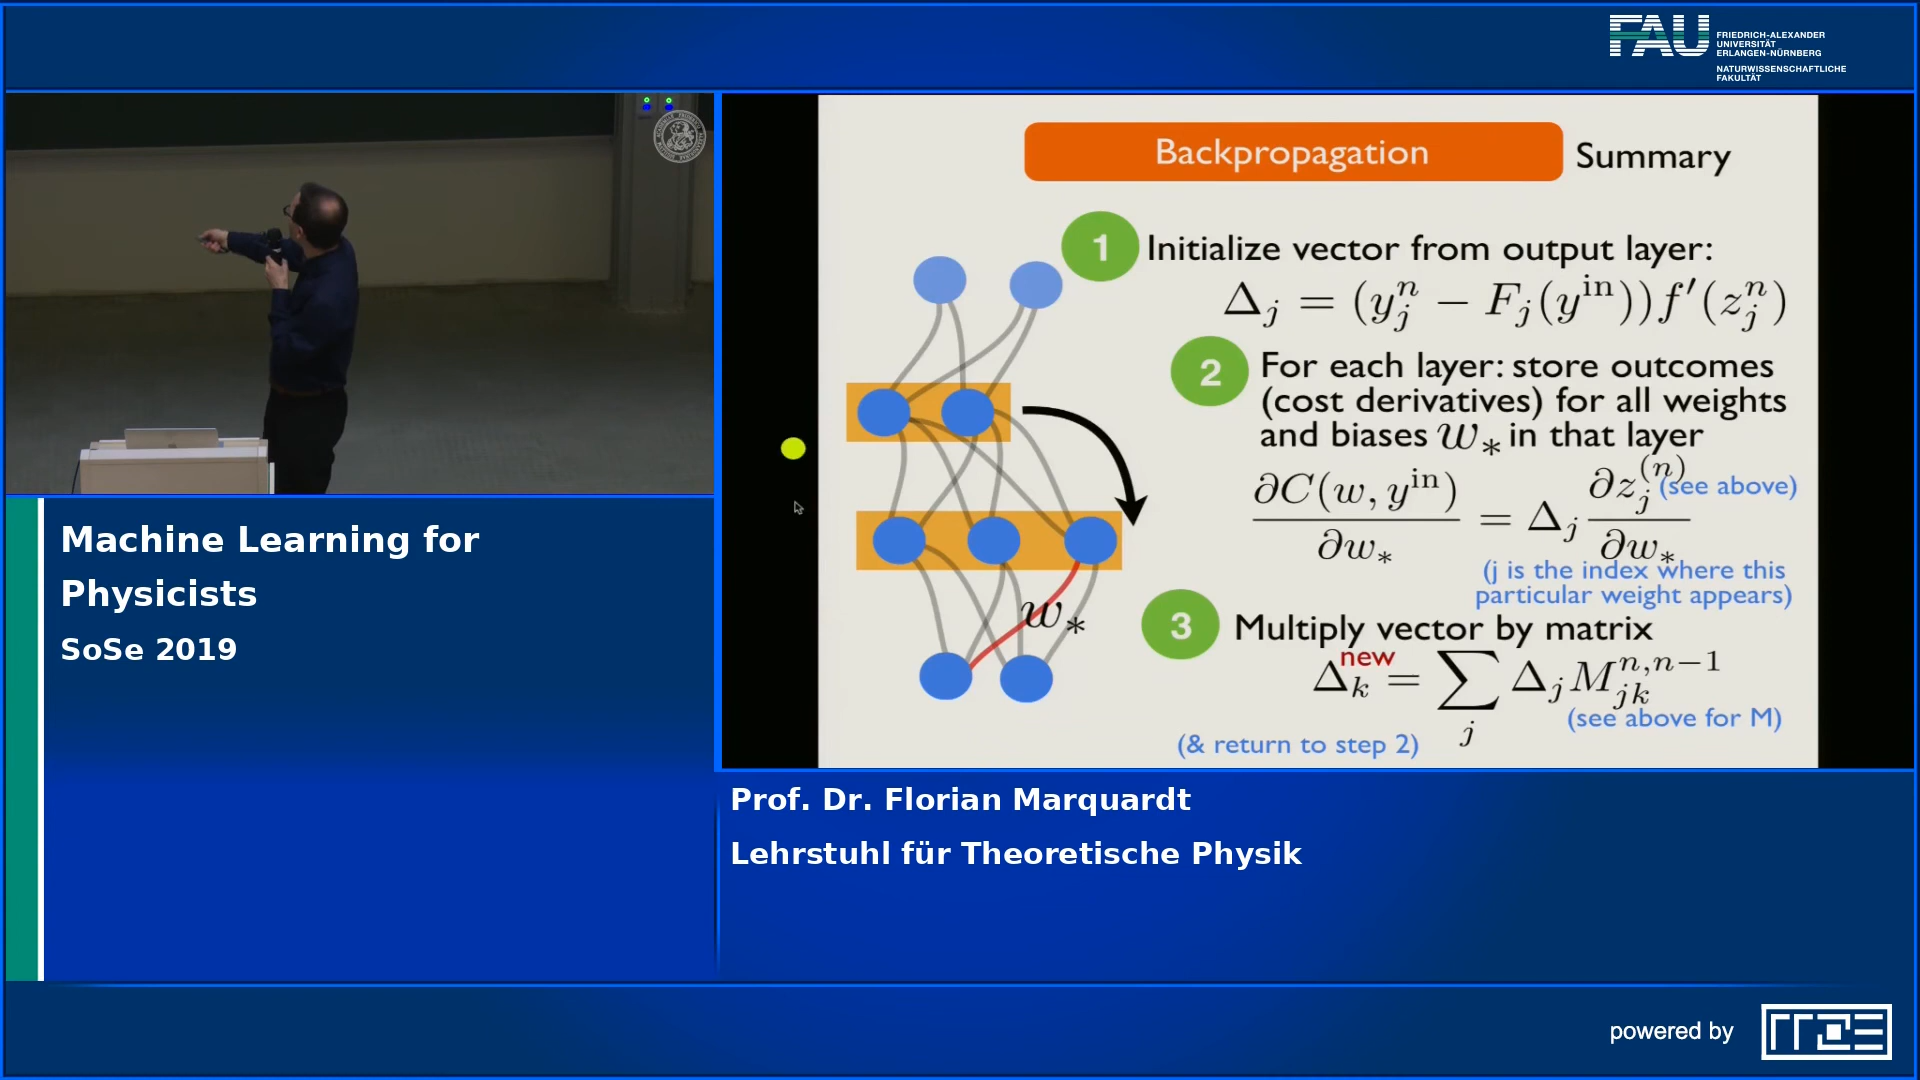 FAU FRIEDRICH-ALEXANDER
UNIVERSITÄT
ERLANGEN-NÜRNBERG
NATURWISSENSCHAFTLICHE
FAKULTÄT
Backpropagation Summary
1 Initialize vector from output layer:
Δ_j = (y_j^n − F_j(y^in)) f′(z_j^n)
2 For each layer: store outcomes
(cost derivatives) for all weights
and biases w_* in that layer
∂C(w, y^in)/∂w_* = Δ_j ∂z_j^(n)/∂w_* (see above)
(j is the index where this
particular weight appears)
w_*
3 Multiply vector by matrix
Δ_k^new = ∑_j Δ_j M_jk^{n,n−1}
(see above for M)
(& return to step 2)
Machine Learning for
Physicists
SoSe 2019
Prof. Dr. Florian Marquardt
Lehrstuhl für Theoretische Physik
powered by